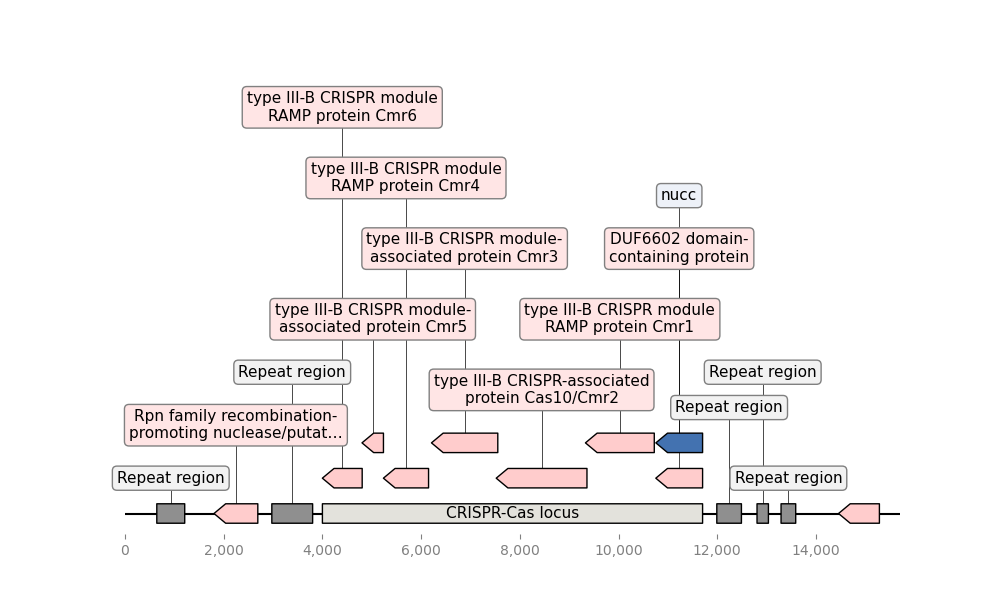 type III-B CRISPR module
RAMP protein Cmr6
type III-B CRISPR module
RAMP protein Cmr4
nucc
type III-B CRISPR module-
associated protein Cmr3
DUF6602 domain-
containing protein
type III-B CRISPR module-
associated protein Cmr5
type III-B CRISPR module
RAMP protein Cmr1
Repeat region
Repeat region
type III-B CRISPR-associated
protein Cas10/Cmr2
Repeat region
Rpn family recombination-
promoting nuclease/putat...
Repeat region
Repeat region
CRISPR-Cas locus
0
2,000
4,000
6,000
8,000
10,000
12,000
14,000